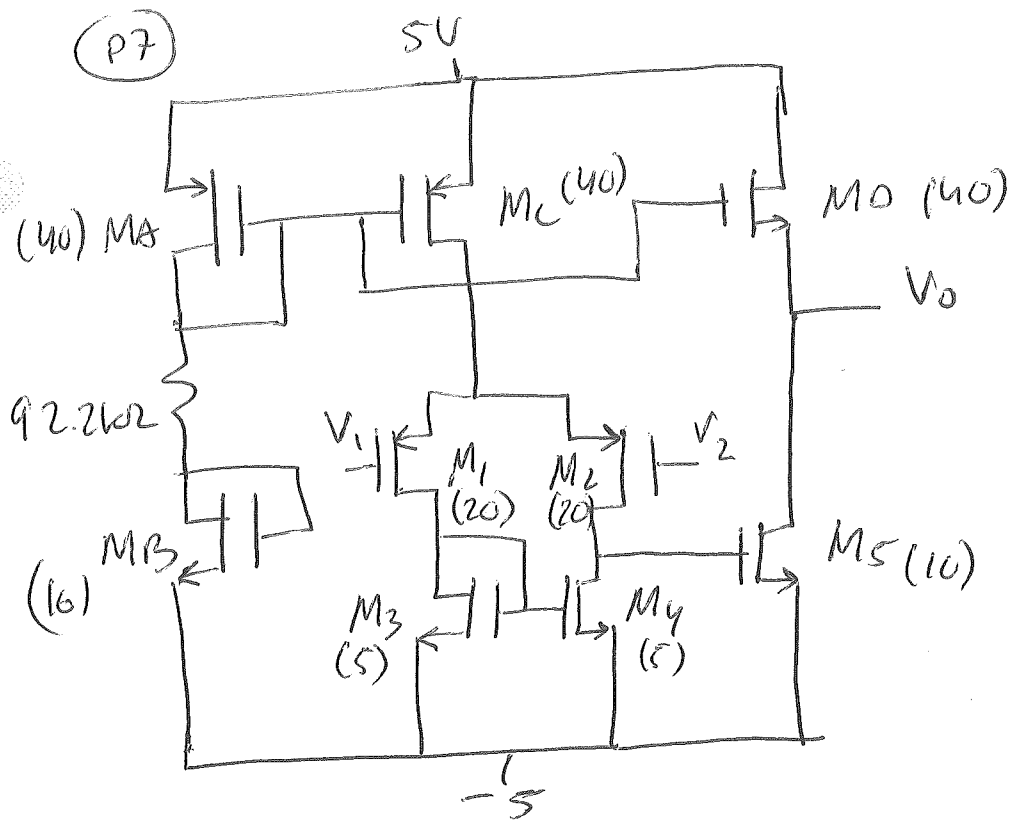 P7
5V
(40) MA
MC (40)
MD (40)
Vo
92.2kΩ
V1
M1
(20)
M2
(20)
V2
MB
(10)
M3
(5)
M4
(5)
M5 (10)
-5